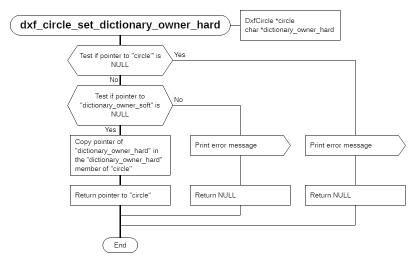 dxf_circle_set_dictionary_owner_hard
DxfCircle *circle
char *dictionary_owner_hard
Test if pointer to "circle"' is
NULL
Yes
No
Test if pointer to
"dictionary_owner_soft" is
NULL
No
Yes
Copy pointer of
"dictionary_owner_hard" in
the "dictionary_owner_hard"
member of "circle"
Print error message
Print error message
Return pointer to "circle"
Return NULL
Return NULL
End